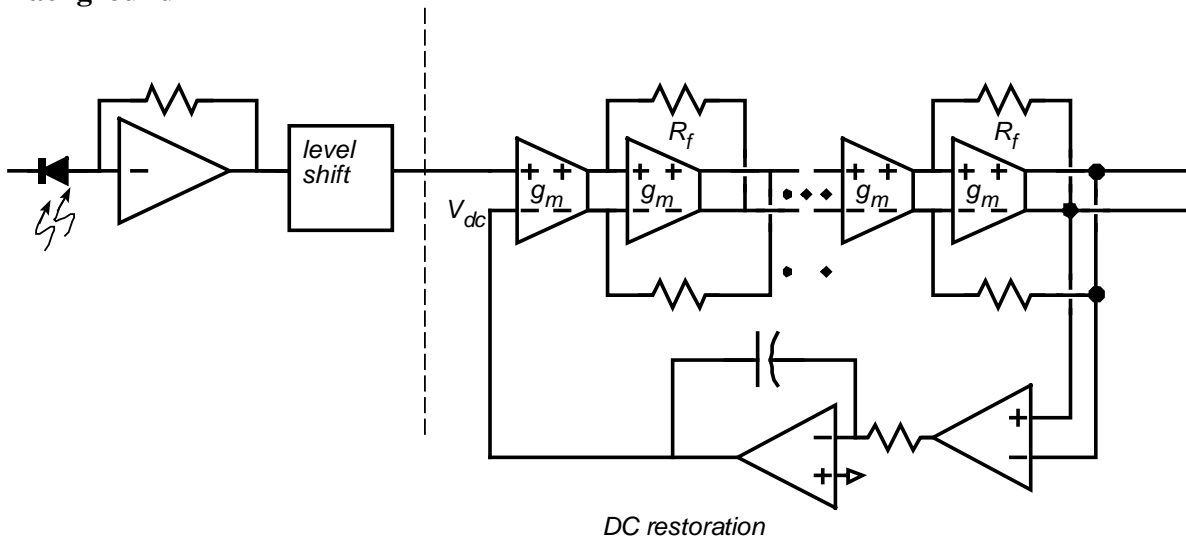 level
shift
V_dc
g_m
g_m
R_f
g_m
g_m
R_f
DC restoration